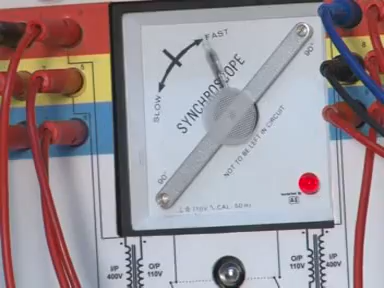 FAST
SLOW
SYNCHROSCOPE
90°
NOT TO BE LEFT IN CIRCUIT
90°
I/P
400V
O/P
110V
O/P
110V
I/P
400V